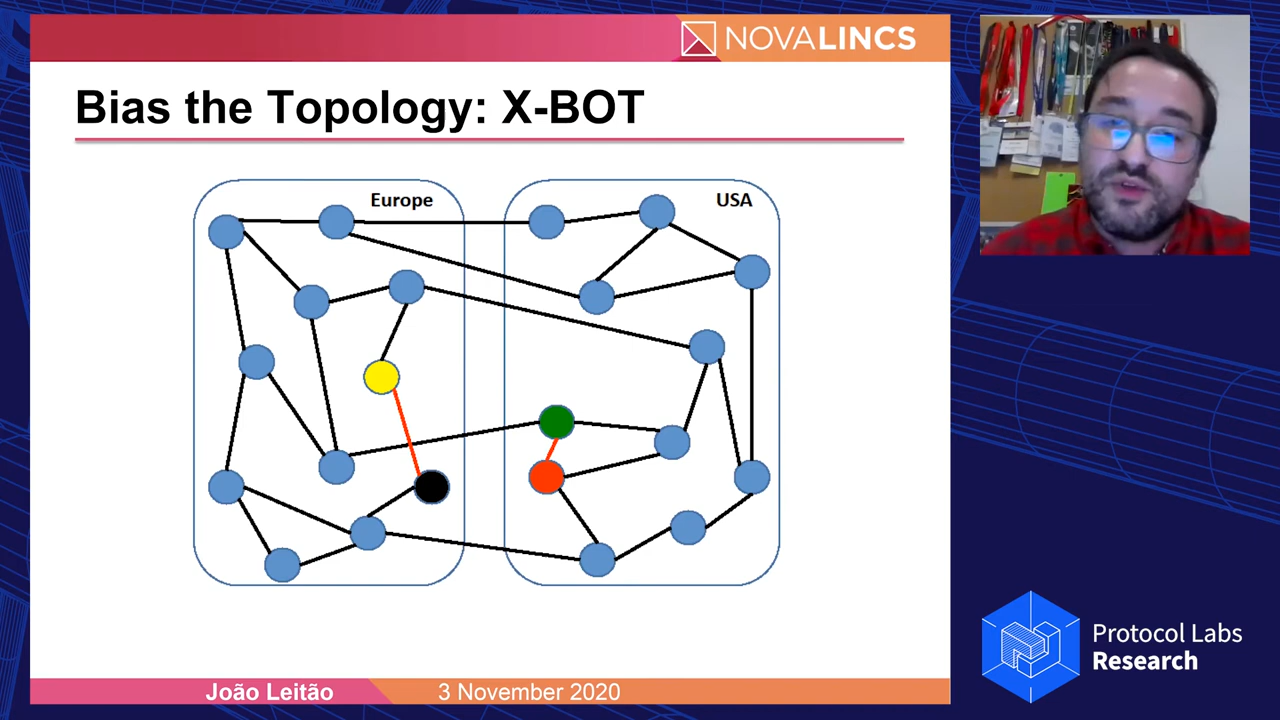 NOVALINCS
Bias the Topology: X-BOT
Europe
USA
João Leitão
3 November 2020
Protocol Labs
Research